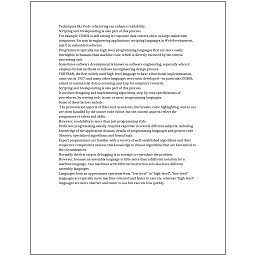 Techniques like Code refactoring can enhance readability.
Scripting and breakpointing is also part of this process.
For example, COBOL is still strong in corporate data centers often on large mainframe
computers, Fortran in engineering applications, scripting languages in Web development,
and C in embedded software.
Programs were mostly high-level programming languages that are more easily
intelligible to humans than machine code, which is directly executed by the central
processing unit.
Sometimes software development is known as software engineering, especially when it
employs formal methods or follows an engineering design process.
FORTRAN, the first widely used high-level language to have a functional implementation,
came out in 1957, and many other languages were soon developed—in particular, COBOL
aimed at commercial data processing, and Lisp for computer research.
Scripting and breakpointing is also part of this process.
It involves designing and implementing algorithms, step-by-step specifications of
procedures, by writing code in one or more programming languages.
Some of these factors include:
The presentation aspects of this (such as indents, line breaks, color highlighting, and so on)
are often handled by the source code editor, but the content aspects reflect the
programmer's talent and skills.
However, readability is more than just programming style.
Proficient programming usually requires expertise in several different subjects, including
knowledge of the application domain, details of programming languages and generic code
libraries, specialized algorithms, and formal logic.
Expert programmers are familiar with a variety of well-established algorithms and their
respective complexities and use this knowledge to choose algorithms that are best suited to
the circumstances.
Normally the first step in debugging is to attempt to reproduce the problem.
However, because an assembly language is little more than a different notation for a
machine language, two machines with different instruction sets also have different
assembly languages.
Languages form an approximate spectrum from "low-level" to "high-level"; "low-level"
languages are typically more machine-oriented and faster to execute, whereas "high-level"
languages are more abstract and easier to use but execute less quickly.